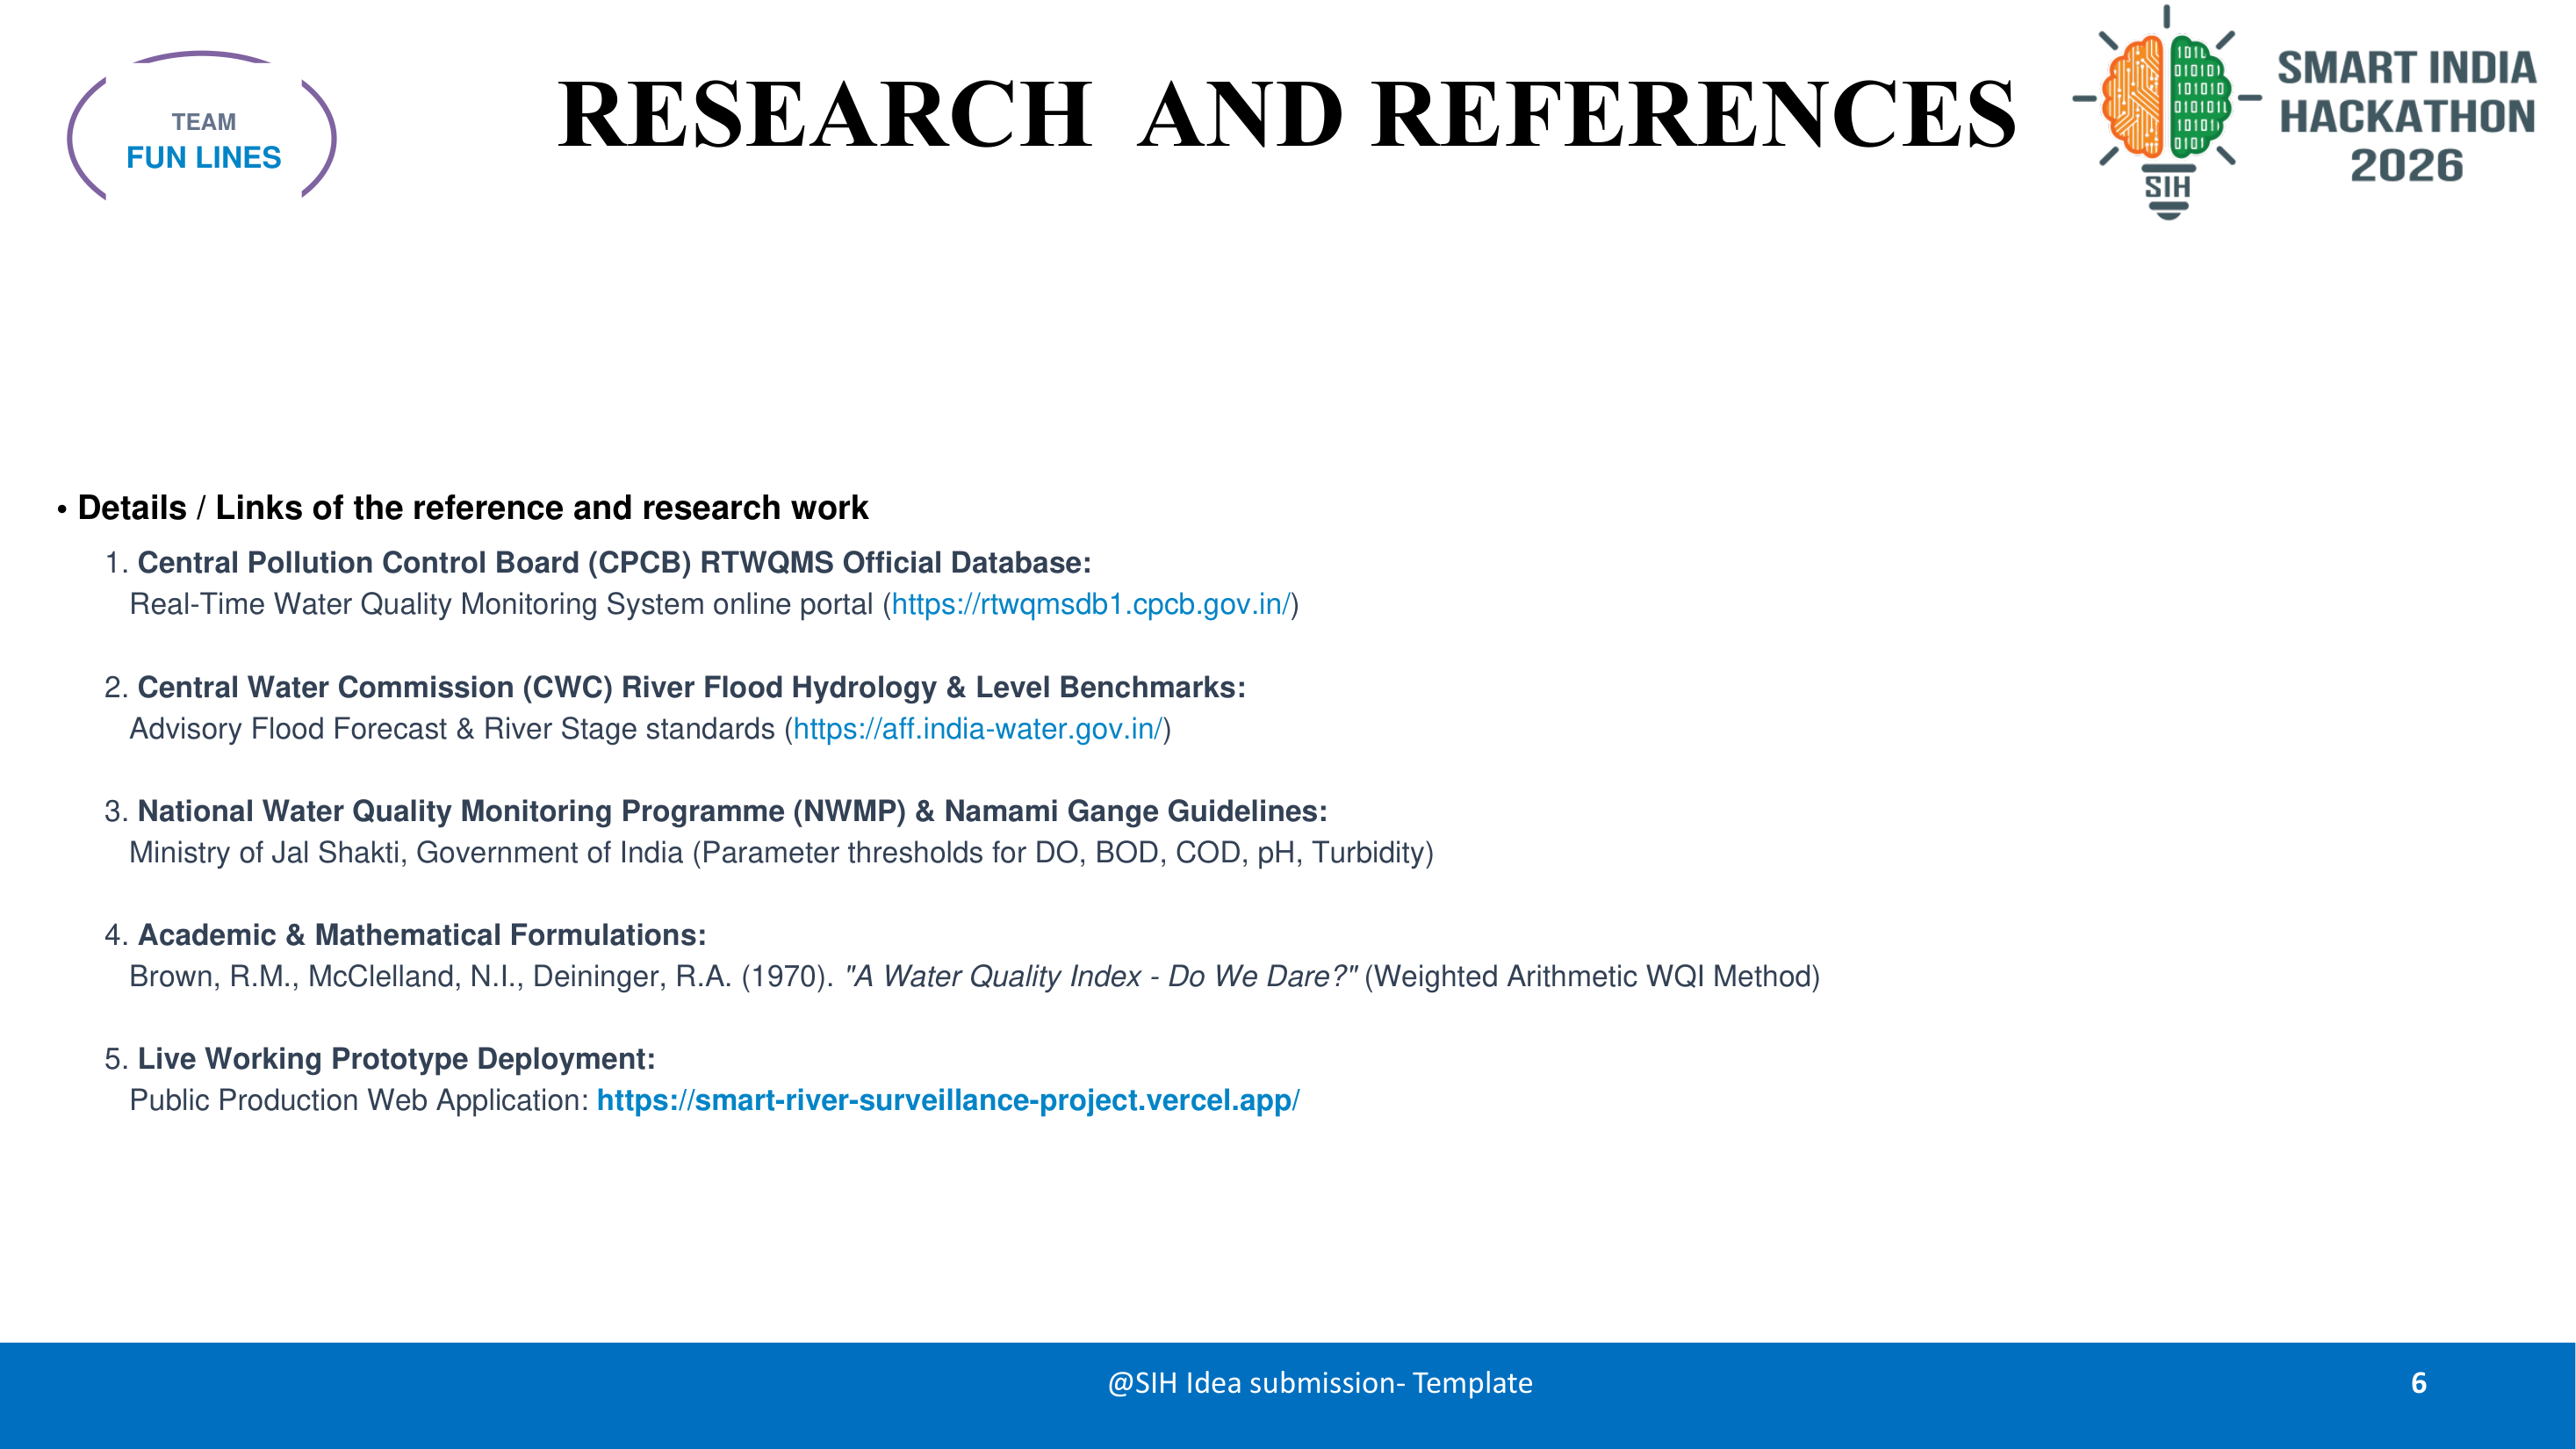 TEAM
FUN LINES
RESEARCH AND REFERENCES
SMART INDIA
HACKATHON
2026
SIH
• Details / Links of the reference and research work
1. Central Pollution Control Board (CPCB) RTWQMS Official Database:
Real-Time Water Quality Monitoring System online portal (https://rtwqmsdb1.cpcb.gov.in/)
2. Central Water Commission (CWC) River Flood Hydrology & Level Benchmarks:
Advisory Flood Forecast & River Stage standards (https://aff.india-water.gov.in/)
3. National Water Quality Monitoring Programme (NWMP) & Namami Gange Guidelines:
Ministry of Jal Shakti, Government of India (Parameter thresholds for DO, BOD, COD, pH, Turbidity)
4. Academic & Mathematical Formulations:
Brown, R.M., McClelland, N.I., Deininger, R.A. (1970). "A Water Quality Index - Do We Dare?" (Weighted Arithmetic WQI Method)
5. Live Working Prototype Deployment:
Public Production Web Application: https://smart-river-surveillance-project.vercel.app/
@SIH Idea submission- Template
6